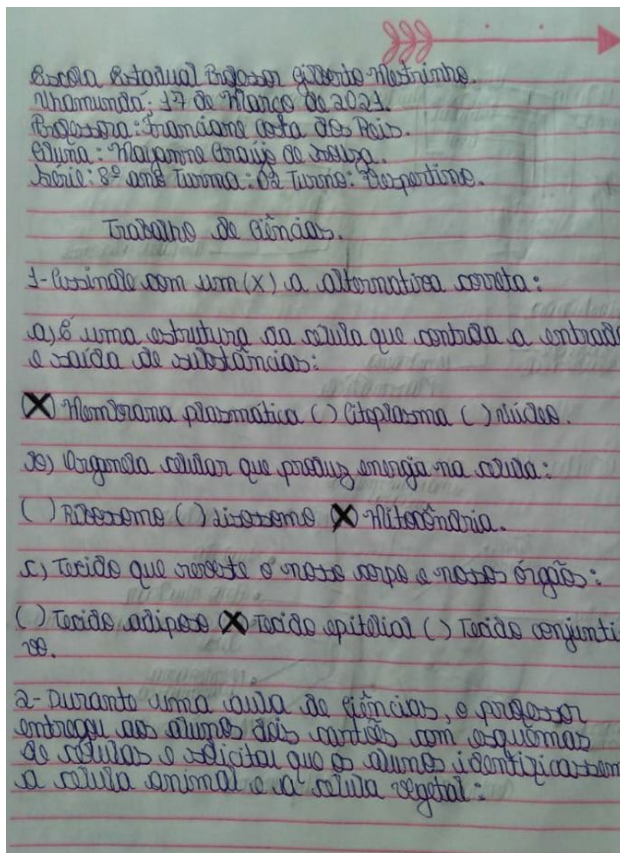 Escola Estadual Professor Gilberto Mestrinho.
Nhamundá: 17 de Março de 2021.
Professora: Franciane Costa dos Reis.
Aluna: Mayanne Araújo de Souza.
Série: 8º ano Turma: 02 Turno: Vespertino.
Trabalho de Ciências.
1- Assinale com um (x) a alternativa correta:
a) É uma estrutura da célula que controla a entrada
e saída de substâncias:
(X) Membrana plasmática ( ) Citoplasma ( ) Núcleo.
b) Organela celular que produz energia na célula:
( ) Ribossomo ( ) Lisossomo (X) Mitocôndria.
c) Tecido que reveste o nosso corpo e nossos órgãos:
( ) Tecido adiposo (X) Tecido epitelial ( ) Tecido conjunti
vo.
2- Durante uma aula de Ciências, o professor
entregou aos alunos dois cartões com esquemas
de células e solicitou que os alunos identificassem
a célula animal e a célula vegetal: